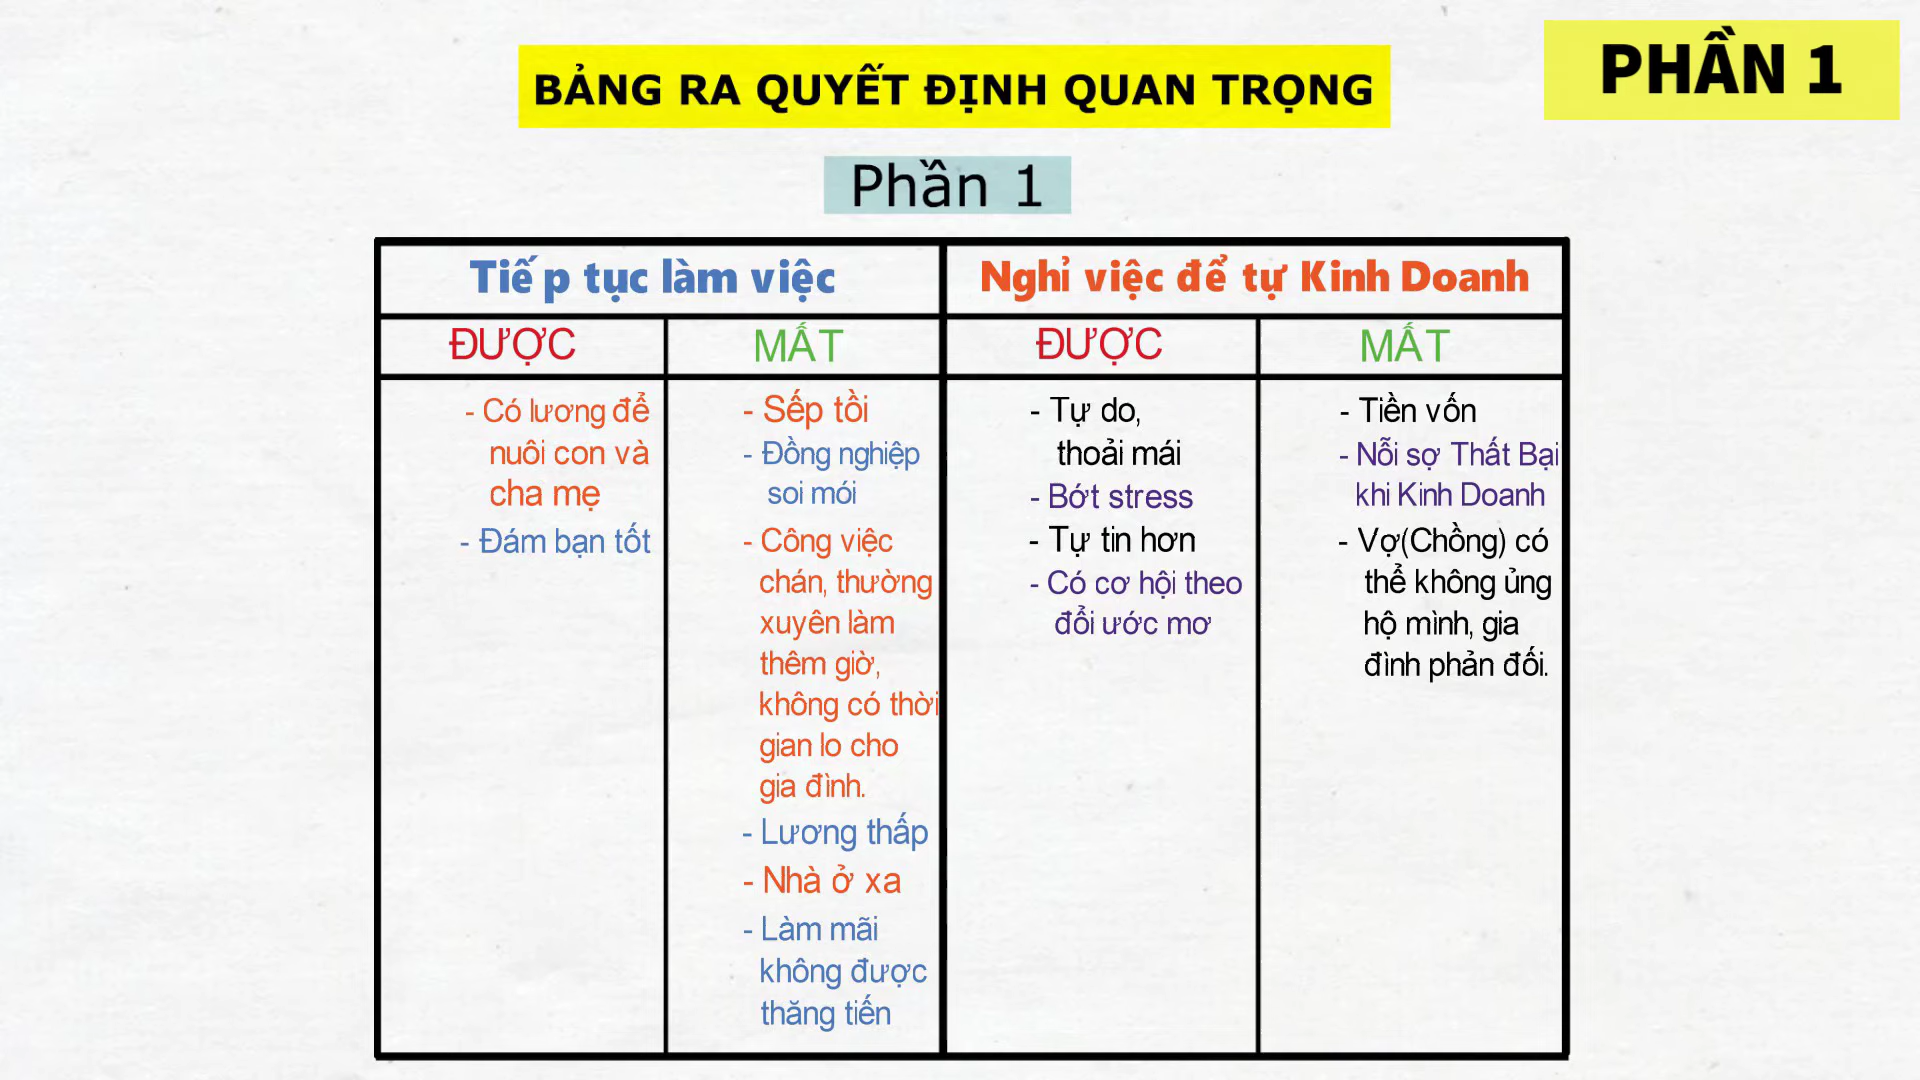 BẢNG RA QUYẾT ĐỊNH QUAN TRỌNG
PHẦN 1
Phần 1
Tiếp tục làm việc
Nghỉ việc để tự Kinh Doanh
ĐƯỢC
MẤT
ĐƯỢC
MẤT
- Có lương để
nuôi con và
cha mẹ
- Đám bạn tốt
- Sếp tồi
- Đồng nghiệp
soi mói
- Công việc
chán, thường
xuyên làm
thêm giờ,
không có thời
gian lo cho
gia đình.
- Lương thấp
- Nhà ở xa
- Làm mãi
không được
thăng tiến
- Tự do,
thoải mái
- Bớt stress
- Tự tin hơn
- Có cơ hội theo
đổi ước mơ
- Tiền vốn
- Nỗi sợ Thất Bại
khi Kinh Doanh
- Vợ(Chồng) có
thể không ủng
hộ mình, gia
đình phản đối.